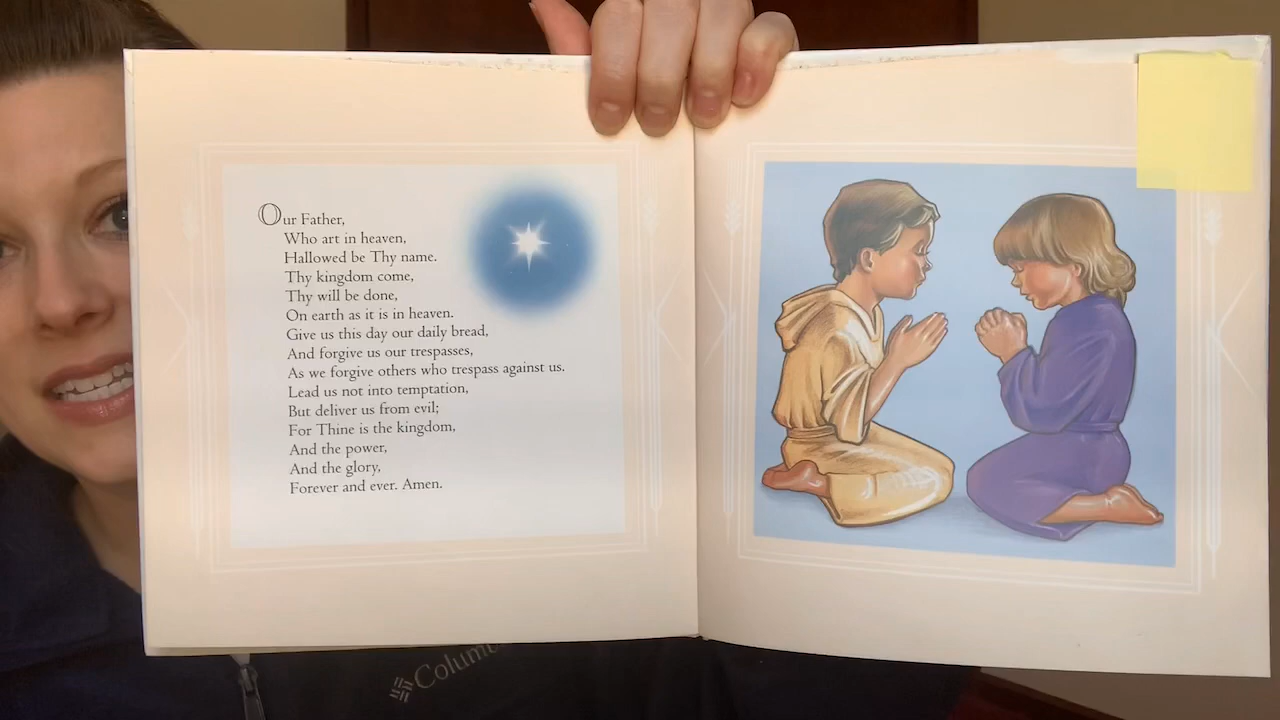 Our Father,
Who art in heaven,
Hallowed be Thy name.
Thy kingdom come,
Thy will be done,
On earth as it is in heaven.
Give us this day our daily bread,
And forgive us our trespasses,
As we forgive others who trespass against us.
Lead us not into temptation,
But deliver us from evil;
For Thine is the kingdom,
And the power,
And the glory,
Forever and ever. Amen.
Colum